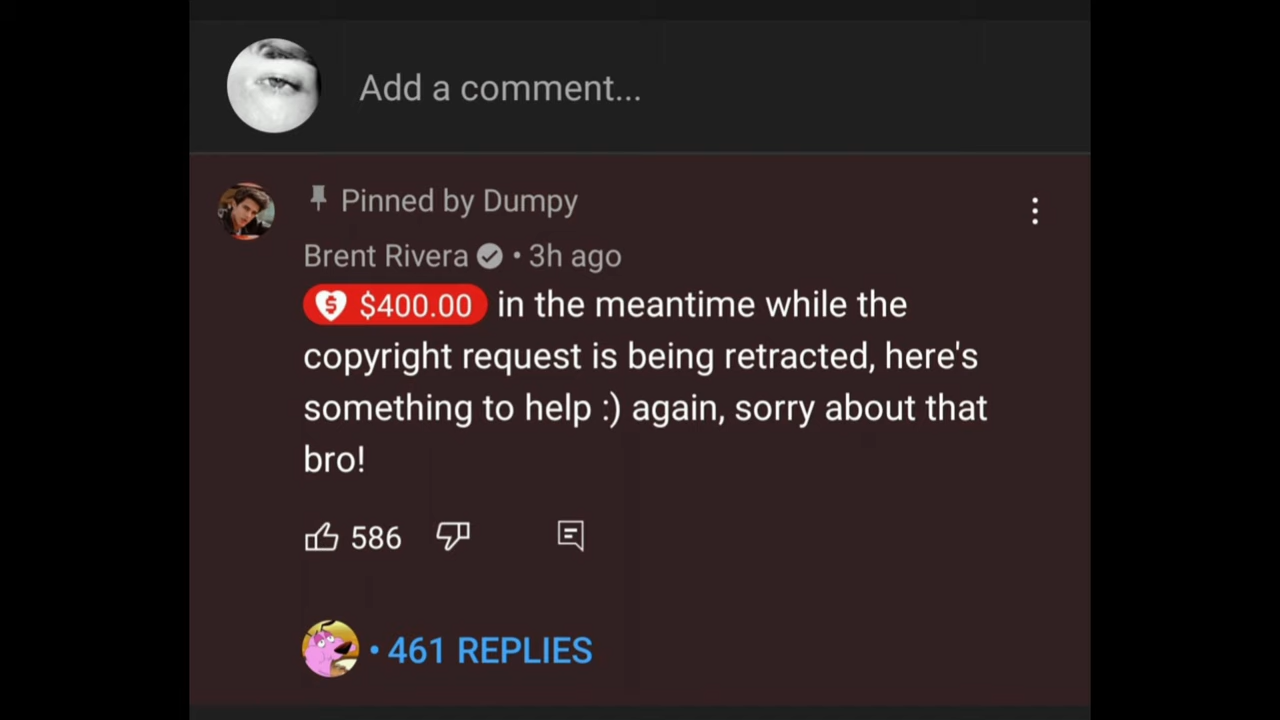 Add a comment...
Pinned by Dumpy
Brent Rivera • 3h ago
$400.00 in the meantime while the
copyright request is being retracted, here's
something to help :) again, sorry about that
bro!
586
• 461 REPLIES